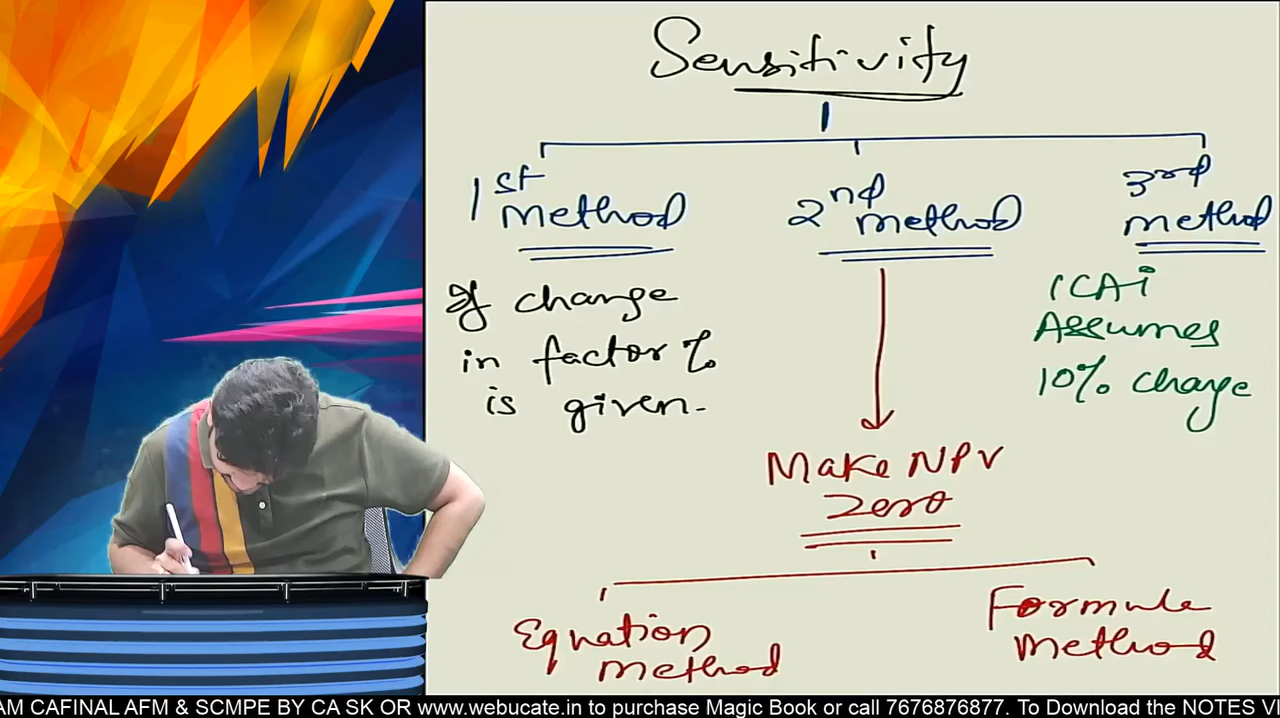 Sensitivity
1st method
2nd method
3rd method
If change
in factor %
is given.
ICAi
Assumes
10% change
Make NPV
Zero
Equation
method
Formule
method
AM CAFINAL AFM & SCMPE BY CA SK OR www.webucate.in to purchase Magic Book or call 7676876877. To Download the NOTES V